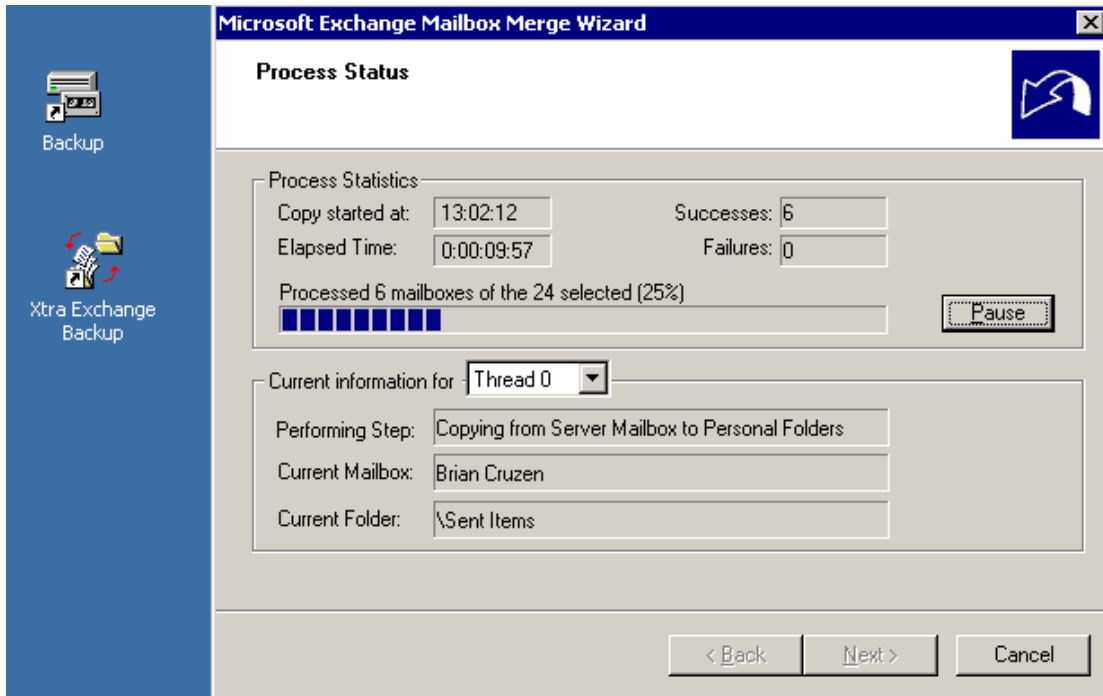 Microsoft Exchange Mailbox Merge Wizard
Process Status
Backup
Xtra Exchange
Backup
Process Statistics
Copy started at: 13:02:12 Successes: 6
Elapsed Time: 0:00:09:57 Failures: 0
Processed 6 mailboxes of the 24 selected (25%)
Pause
Current information for Thread 0
Performing Step: Copying from Server Mailbox to Personal Folders
Current Mailbox: Brian Cruzen
Current Folder: \Sent Items
< Back Next > Cancel